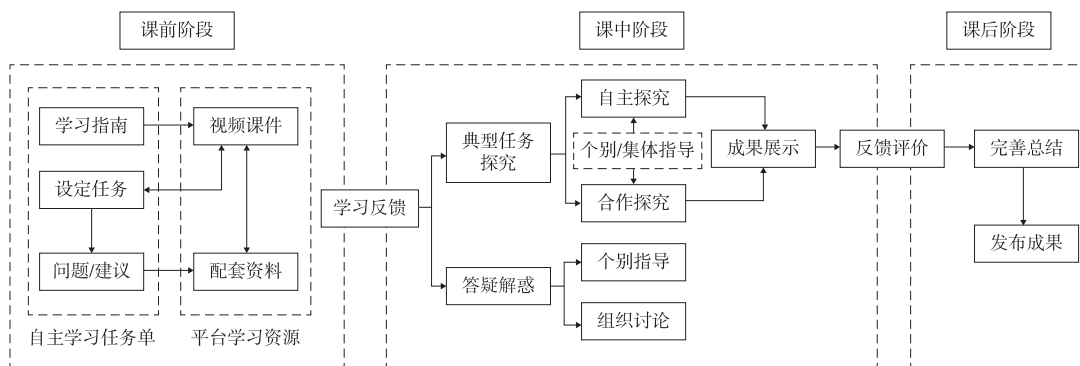 课前阶段
课中阶段
课后阶段
学习指南
视频课件
设定任务
问题/建议
配套资料
自主学习任务单
平台学习资源
学习反馈
典型任务
探究
自主探究
个别/集体指导
合作探究
成果展示
反馈评价
答疑解惑
个别指导
组织讨论
完善总结
发布成果